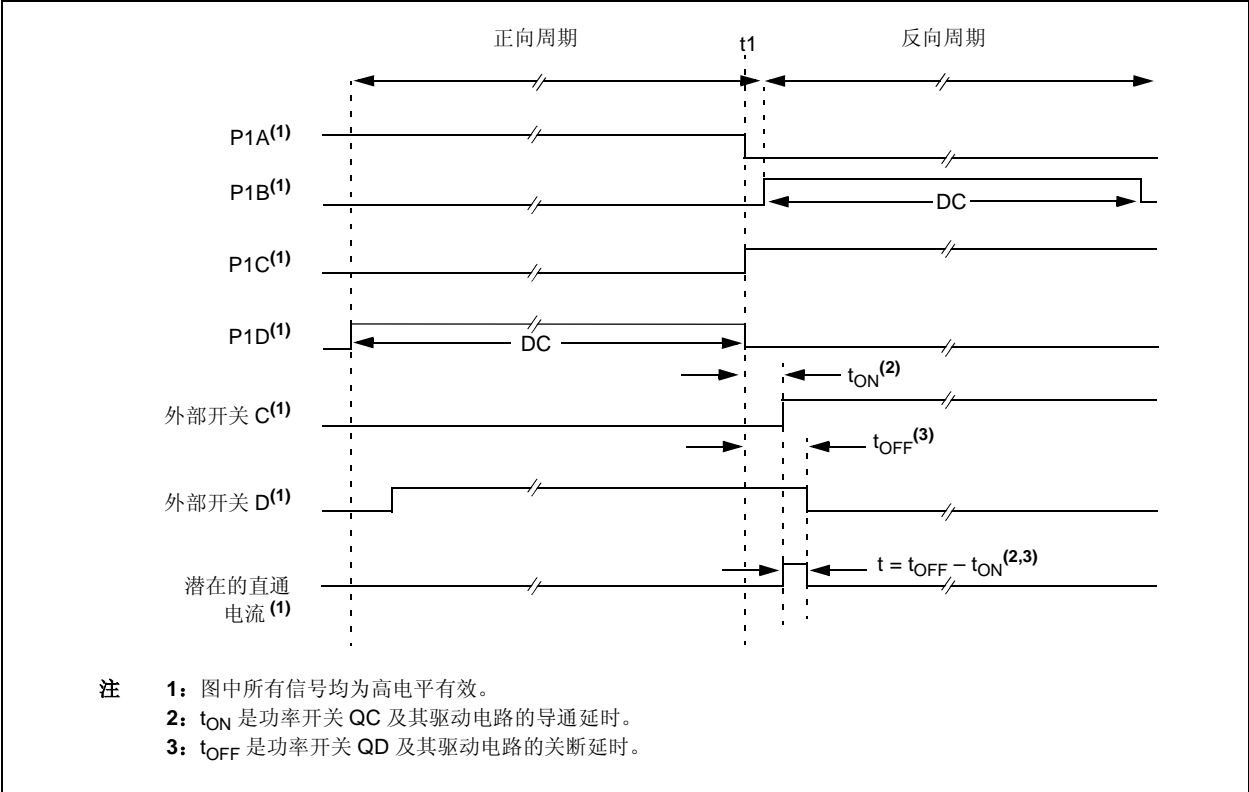 正向周期
t1
反向周期
P1A(1)
P1B(1)
DC
P1C(1)
P1D(1)
DC
tON(2)
外部开关 C(1)
tOFF(3)
外部开关 D(1)
潜在的直通
电流(1)
t = tOFF – tON(2,3)
注 1：图中所有信号均为高电平有效。
2：tON 是功率开关 QC 及其驱动电路的导通延时。
3：tOFF 是功率开关 QD 及其驱动电路的关断延时。